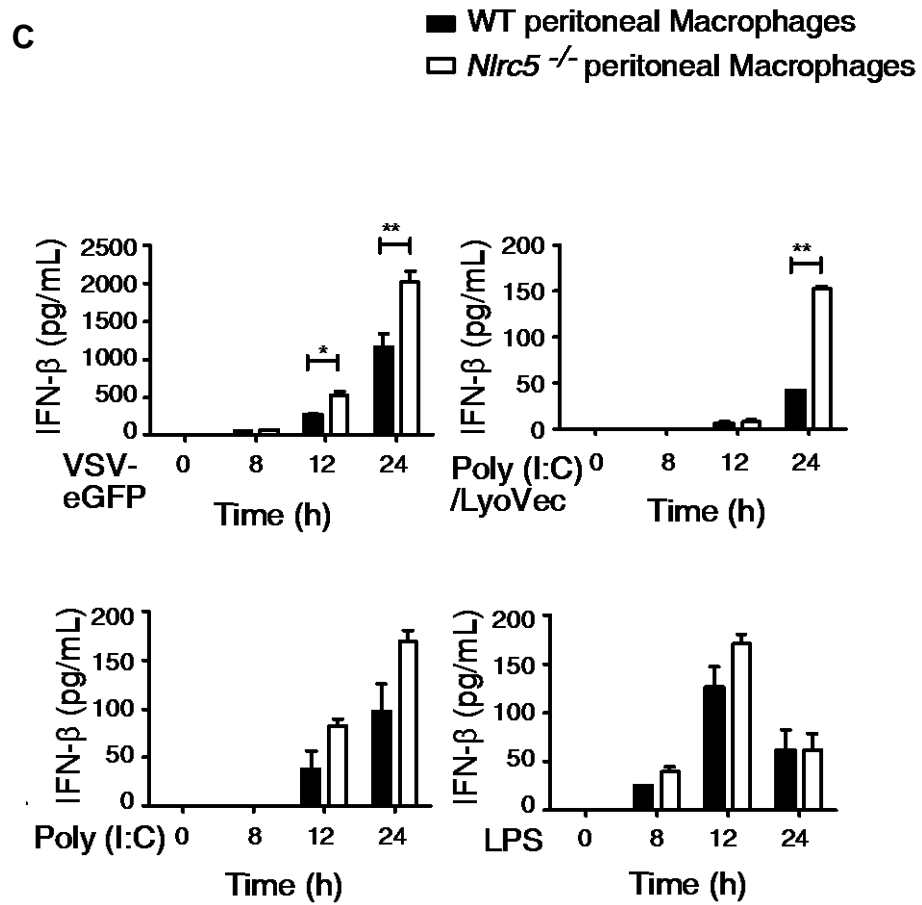 C
WT peritoneal Macrophages
Nlrc5 -/- peritoneal Macrophages
IFN-β (pg/mL)
2500
2000
1500
1000
500
0
*
**
VSV-
eGFP
0 8 12 24
Time (h)
IFN-β (pg/mL)
200
150
100
50
0
**
Poly (I:C)
/LyoVec
0 8 12 24
Time (h)
IFN-β (pg/mL)
200
150
100
50
0
Poly (I:C) 0 8 12 24
Time (h)
IFN-β (pg/mL)
200
150
100
50
0
LPS 0 8 12 24
Time (h)